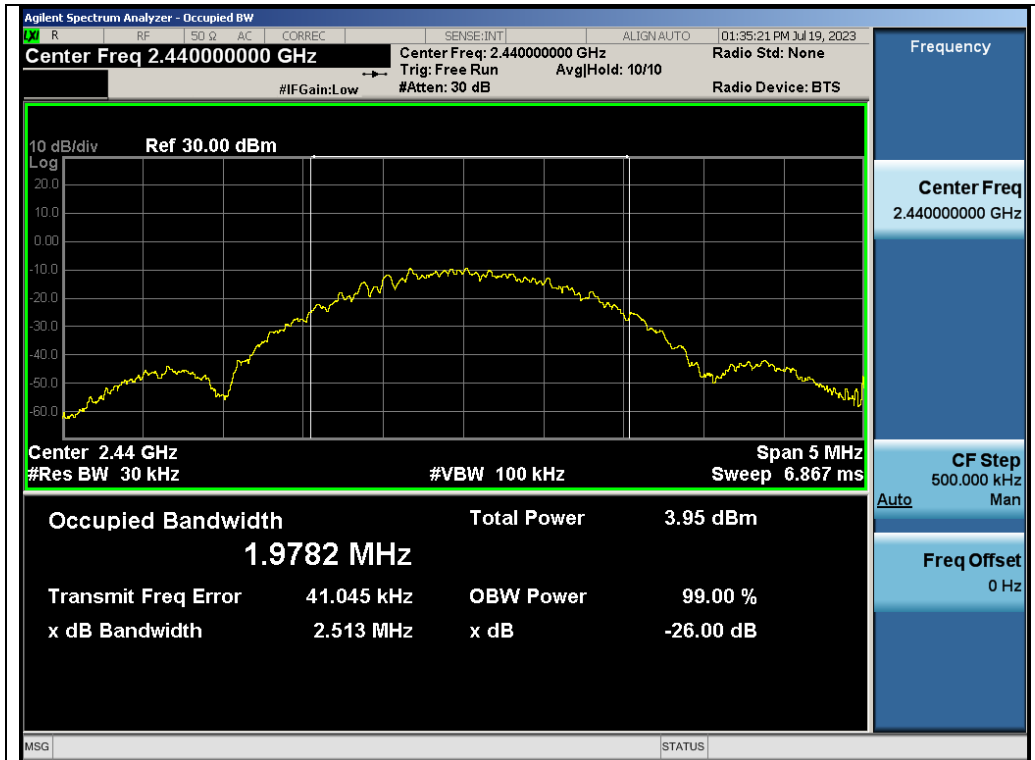 Agilent Spectrum Analyzer - Occupied BW
LXI R RF 50 Ω AC CORREC SENSE:INT ALIGN AUTO 01:35:21 PM Jul 19, 2023
Center Freq 2.440000000 GHz Center Freq: 2.440000000 GHz Radio Std: None
Trig: Free Run Avg|Hold: 10/10
#IFGain:Low #Atten: 30 dB Radio Device: BTS
10 dB/div Ref 30.00 dBm
Log
20.0
10.0
0.00
-10.0
-20.0
-30.0
-40.0
-50.0
-60.0
Center 2.44 GHz Span 5 MHz
#Res BW 30 kHz #VBW 100 kHz Sweep 6.867 ms
Occupied Bandwidth Total Power 3.95 dBm
1.9782 MHz
Transmit Freq Error 41.045 kHz OBW Power 99.00 %
x dB Bandwidth 2.513 MHz x dB -26.00 dB
MSG STATUS
Frequency
Center Freq
2.440000000 GHz
CF Step
500.000 kHz
Auto Man
Freq Offset
0 Hz